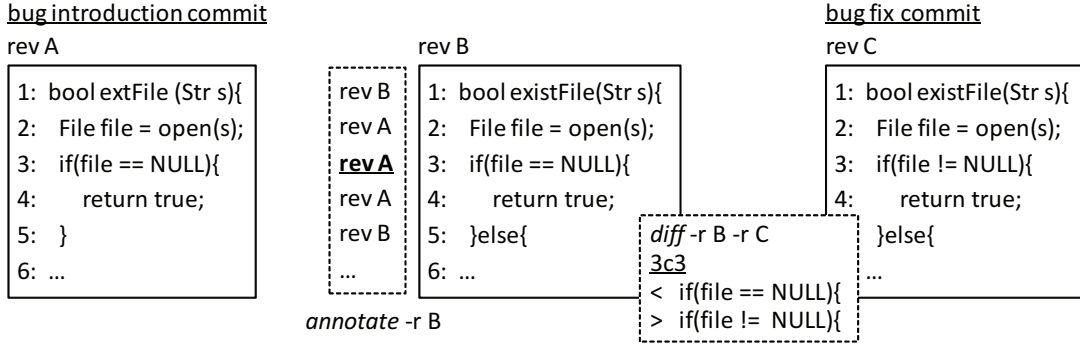 bug introduction commit
rev A
1: bool extFile (Str s){
2: File file = open(s);
3: if(file == NULL){
4: return true;
5: }
6: ...
rev B
rev A
rev A
rev A
rev B
...
annotate -r B
rev B
1: bool existFile(Str s){
2: File file = open(s);
3: if(file == NULL){
4: return true;
5: }else{
6: ...
diff -r B -r C
3c3
< if(file == NULL){
> if(file != NULL){
bug fix commit
rev C
1: bool existFile(Str s){
2: File file = open(s);
3: if(file != NULL){
4: return true;
}else{
...